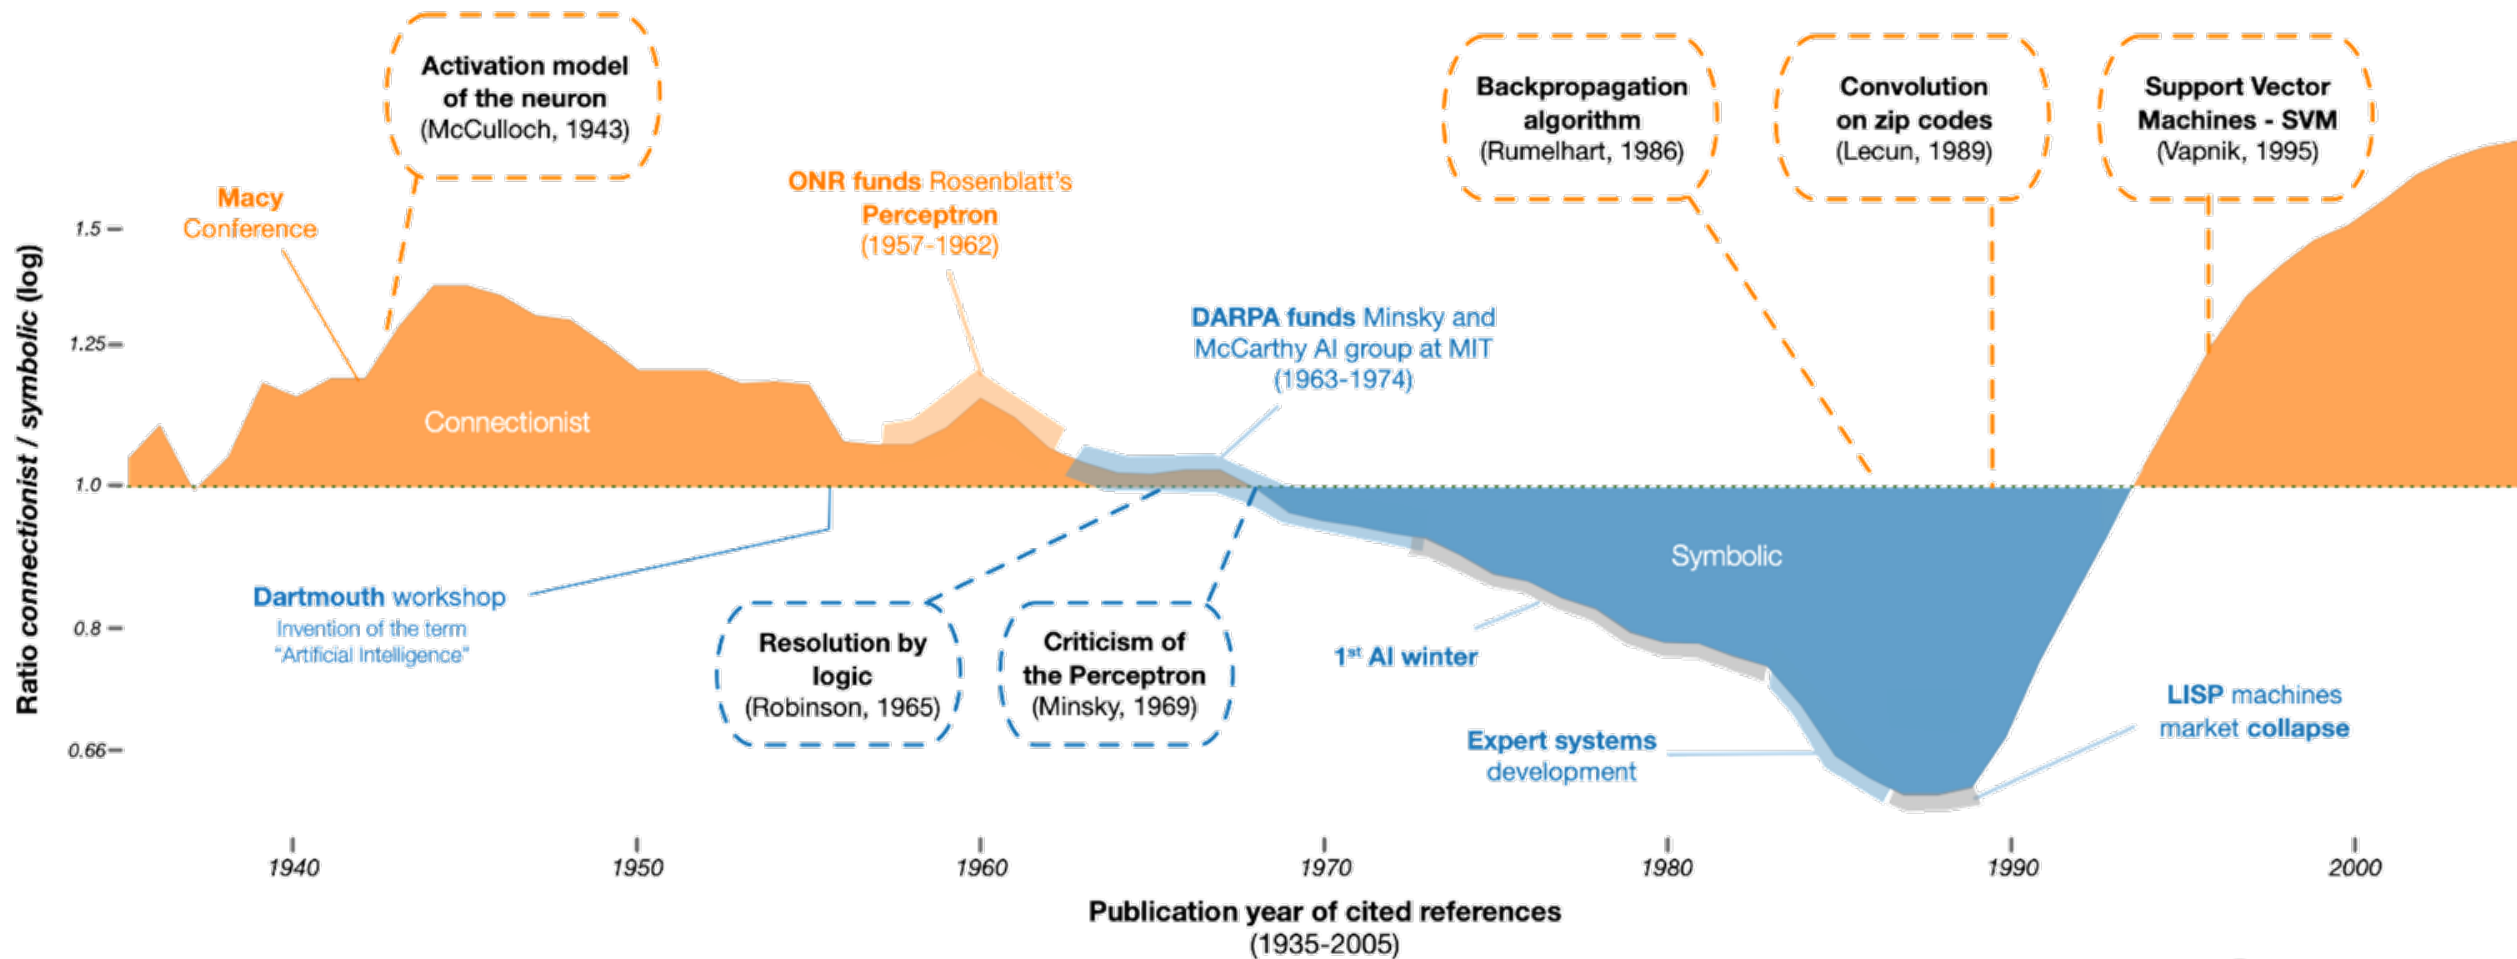 Activation model
of the neuron
(McCulloch, 1943)
Backpropagation
algorithm
(Rumelhart, 1986)
Convolution
on zip codes
(Lecun, 1989)
Support Vector
Machines - SVM
(Vapnik, 1995)
Macy
Conference
ONR funds Rosenblatt's
Perceptron
(1957-1962)
DARPA funds Minsky and
McCarthy AI group at MIT
(1963-1974)
Ratio connectionist / symbolic (log)
1.5
1.25
1.0
0.8
0.66
Connectionist
Symbolic
Dartmouth workshop
Invention of the term
"Artificial Intelligence"
Resolution by
logic
(Robinson, 1965)
Criticism of
the Perceptron
(Minsky, 1969)
1st AI winter
Expert systems
development
LISP machines
market collapse
1940
1950
1960
1970
1980
1990
2000
Publication year of cited references
(1935-2005)